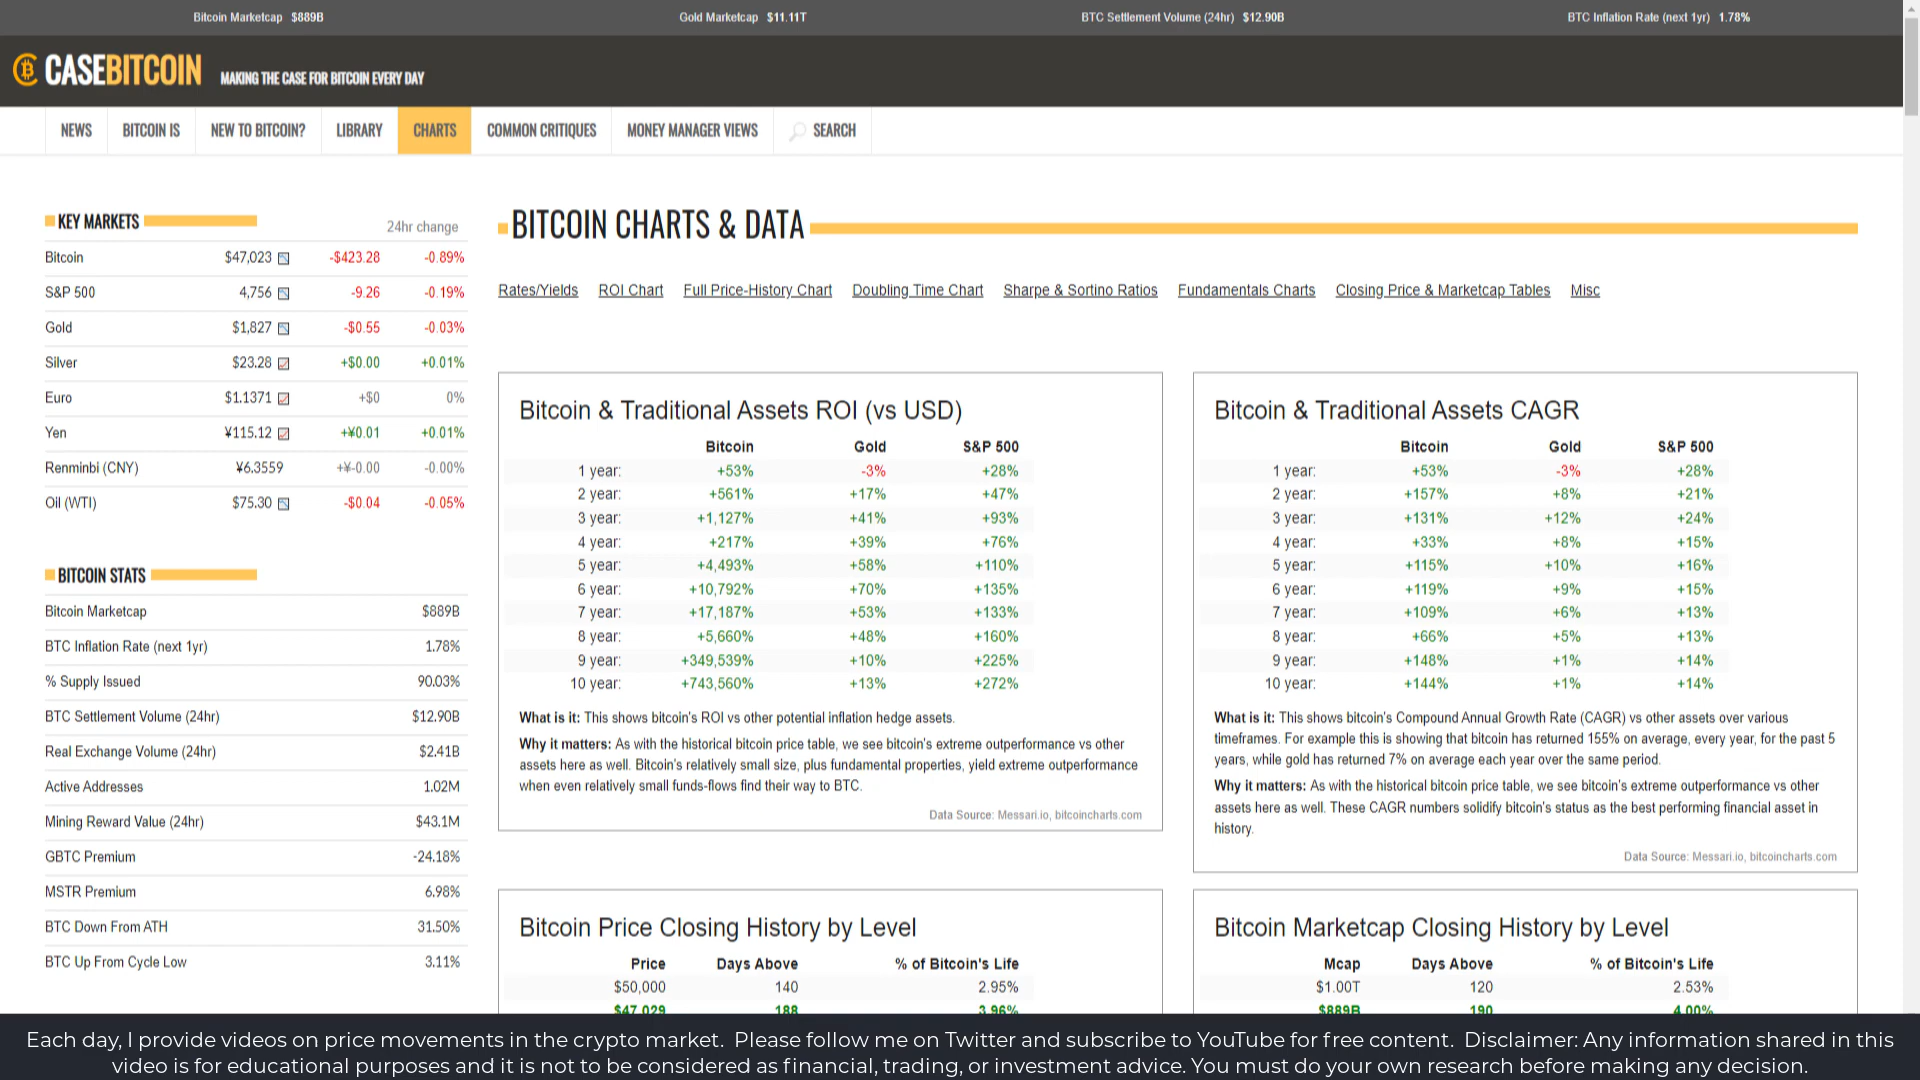 Bitcoin Marketcap $889B Gold Marketcap $11.11T BTC Settlement Volume (24hr) $12.90B BTC Inflation Rate (next 1yr) 1.78%
CASEBITCOIN MAKING THE CASE FOR BITCOIN EVERY DAY
NEWS BITCOIN IS NEW TO BITCOIN? LIBRARY CHARTS COMMON CRITIQUES MONEY MANAGER VIEWS SEARCH
KEY MARKETS 24hr change
Bitcoin $47,023 -$423.28 -0.89%
S&P 500 4,756 -9.26 -0.19%
Gold $1,827 -$0.55 -0.03%
Silver $23.28 +$0.00 +0.01%
Euro $1.1371 +$0 0%
Yen ¥115.12 +¥0.01 +0.01%
Renminbi (CNY) ¥6.3559 +¥-0.00 -0.00%
Oil (WTI) $75.30 -$0.04 -0.05%
BITCOIN STATS
Bitcoin Marketcap $889B
BTC Inflation Rate (next 1yr) 1.78%
% Supply Issued 90.03%
BTC Settlement Volume (24hr) $12.90B
Real Exchange Volume (24hr) $2.41B
Active Addresses 1.02M
Mining Reward Value (24hr) $43.1M
GBTC Premium -24.18%
MSTR Premium 6.98%
BTC Down From ATH 31.50%
BTC Up From Cycle Low 3.11%
BITCOIN CHARTS & DATA
Rates/Yields ROI Chart Full Price-History Chart Doubling Time Chart Sharpe & Sortino Ratios Fundamentals Charts Closing Price & Marketcap Tables Misc
Bitcoin & Traditional Assets ROI (vs USD)
Bitcoin Gold S&P 500
1 year: +53% -3% +28%
2 year: +561% +17% +47%
3 year: +1,127% +41% +93%
4 year: +217% +39% +76%
5 year: +4,493% +58% +110%
6 year: +10,792% +70% +135%
7 year: +17,187% +53% +133%
8 year: +5,660% +48% +160%
9 year: +349,539% +10% +225%
10 year: +743,560% +13% +272%
What is it: This shows bitcoin's ROI vs other potential inflation hedge assets.
Why it matters: As with the historical bitcoin price table, we see bitcoin's extreme outperformance vs other
assets here as well. Bitcoin's relatively small size, plus fundamental properties, yield extreme outperformance
when even relatively small funds-flows find their way to BTC.
Data Source: Messari.io, bitcoincharts.com
Bitcoin & Traditional Assets CAGR
Bitcoin Gold S&P 500
1 year: +53% -3% +28%
2 year: +157% +8% +21%
3 year: +131% +12% +24%
4 year: +33% +8% +15%
5 year: +115% +10% +16%
6 year: +119% +9% +15%
7 year: +109% +6% +13%
8 year: +66% +5% +13%
9 year: +148% +1% +14%
10 year: +144% +1% +14%
What is it: This shows bitcoin's Compound Annual Growth Rate (CAGR) vs other assets over various
timeframes. For example this is showing that bitcoin has returned 155% on average, every year, for the past 5
years, while gold has returned 7% on average each year over the same period.
Why it matters: As with the historical bitcoin price table, we see bitcoin's extreme outperformance vs other
assets here as well. These CAGR numbers solidify bitcoin's status as the best performing financial asset in
history.
Data Source: Messari.io, bitcoincharts.com
Bitcoin Price Closing History by Level
Price Days Above % of Bitcoin's Life
$50,000 140 2.95%
$47,029 188 3.96%
Bitcoin Marketcap Closing History by Level
Mcap Days Above % of Bitcoin's Life
$1.00T 120 2.53%
$889B 190 4.00%
Each day, I provide videos on price movements in the crypto market. Please follow me on Twitter and subscribe to YouTube for free content. Disclaimer: Any information shared in this
video is for educational purposes and it is not to be considered as financial, trading, or investment advice. You must do your own research before making any decision.